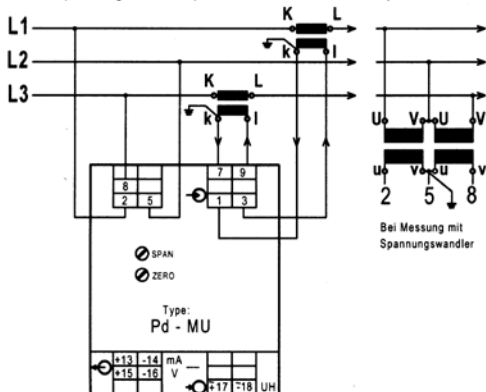 K L
L1
k l
L2
K L
L3
k l
U V U V
u v u v
2 5 8
Bei Messung mit
Spannungswandler
7 9
8
2 5 1 3
SPAN
ZERO
Type:
Pd - MU
+13 -14 mA
+15 -16 V
+17 -18 UH